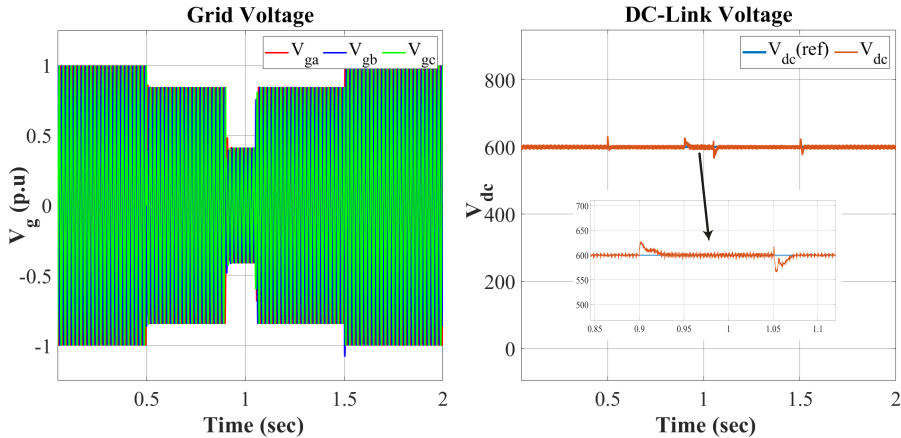 Grid Voltage
V_ga V_gb V_gc
1
0.5
0
-0.5
-1
V_g (p.u)
0.5 1 1.5 2
Time (sec)
DC-Link Voltage
V_dc(ref) V_dc
800
600
400
200
0
V_dc
700
650
600
550
500
0.85 0.9 0.95 1 1.05 1.1
0.5 1 1.5 2
Time (sec)